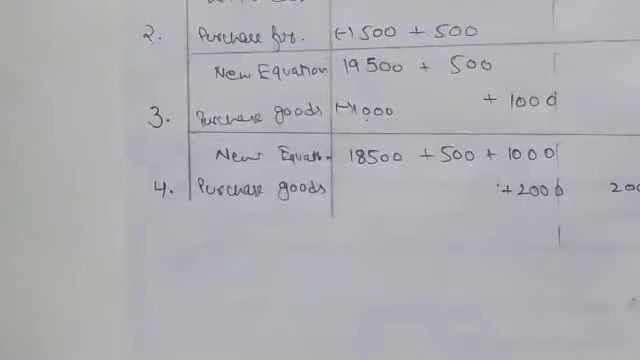 2. Purchase fur. (-) 500 + 500
New Equation 19500 + 500
3. Purchase goods (-) 1000 + 1000
New Equatn 18500 + 500 + 1000
4. Purchase goods + 2000 200